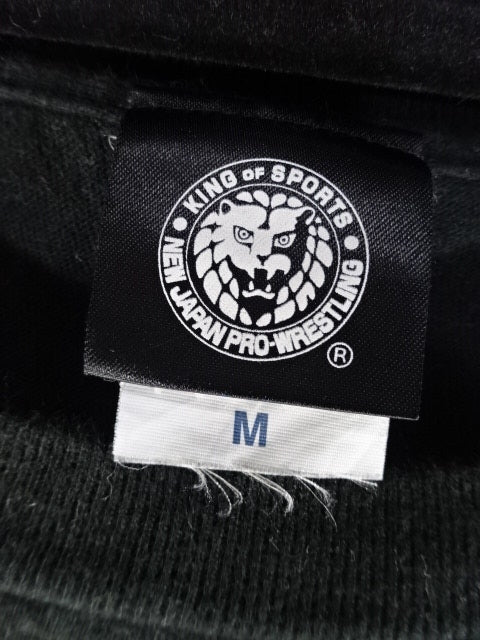 KING OF SPORTS
NEW JAPAN PRO-WRESTLING
®
M